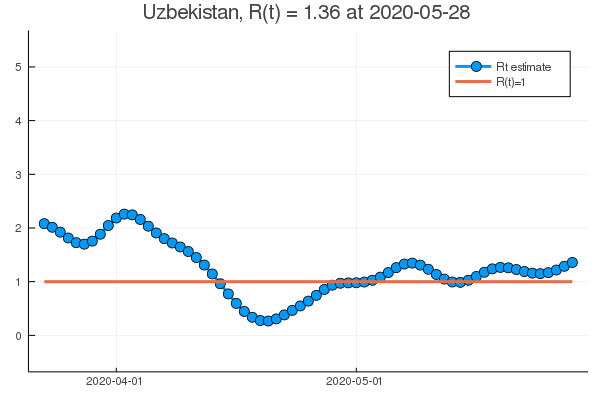 Uzbekistan, R(t) = 1.36 at 2020-05-28
5
4
3
2
1
0
Rt estimate
R(t)=1
2020-04-01
2020-05-01